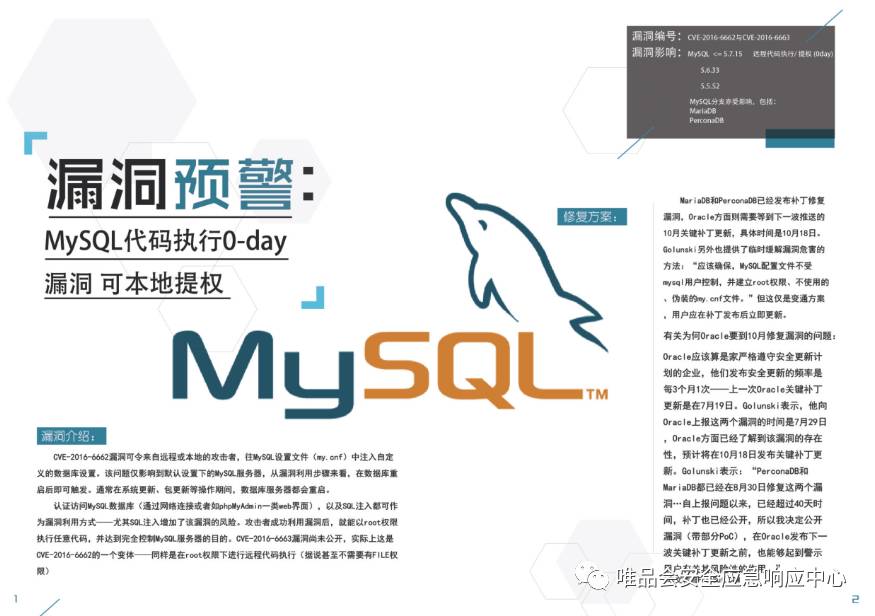 漏洞预警：
MySQL代码执行0-day
漏洞 可本地提权
MySQL TM
漏洞介绍：
CVE-2016-6662漏洞可令来自远程或本地的攻击者，往MySQL设置文件（my.cnf）中注入自定
义的数据库设置。该问题仅影响到默认设置下的MySQL服务器，从漏洞利用步骤来看，在数据库重
启后即可触发。通常在系统更新、包更新等操作期间，数据库服务器都会重启。
认证访问MySQL数据库（通过网络连接或者如phpMyAdmin一类web界面），以及SQL注入都可作
为漏洞利用方式——尤其SQL注入增加了该漏洞的风险。攻击者成功利用漏洞后，就能以root权限
执行任意代码，并达到完全控制MySQL服务器的目的。CVE-2016-6663漏洞尚未公开，实际上这是
CVE-2016-6662的一个变体——同样是在root权限下进行远程代码执行（据说甚至不需要有FILE权
限）
1
漏洞编号：CVE-2016-6662与CVE-2016-6663
漏洞影响：MySQL <= 5.7.15 远程代码执行/ 提权 (0day)
5.6.33
5.5.52
MySQL分支亦受影响，包括：
MariaDB
PerconaDB
修复方案：
MariaDB和PerconaDB已经发布补丁修复
漏洞，Oracle方面则需要等到下一波推送的
10月关键补丁更新，具体时间是10月18日。
Golunski另外也提供了临时缓解漏洞危害的
方法：“应该确保，MySQL配置文件不受
mysql用户控制，并建立root权限、不使用的
、伪装的my.cnf文件。”但这仅是变通方案
，用户应在补丁发布后立即更新。
有关为何Oracle要到10月修复漏洞的问题：
Oracle应该算是家严格遵守安全更新计
划的企业，他们发布安全更新的频率是
每3个月1次——上一次Oracle关键补丁
更新是在7月19日。Golunski表示，他向
Oracle上报这两个漏洞的时间是7月29日
，Oracle方面已经了解到该漏洞的存在
性，预计将在10月18日发布关键补丁更
新。Golunski表示：“PerconaDB和
MariaDB都已经在8月30日修复这两个漏
洞…自上报问题以来，已经超过40天时
间，补丁也已经公开，所以我决定公开
漏洞（带部分PoC），在Oracle发布下一
波关键补丁更新之前，也能够起到警示
唯品会安全应急响应中心
2